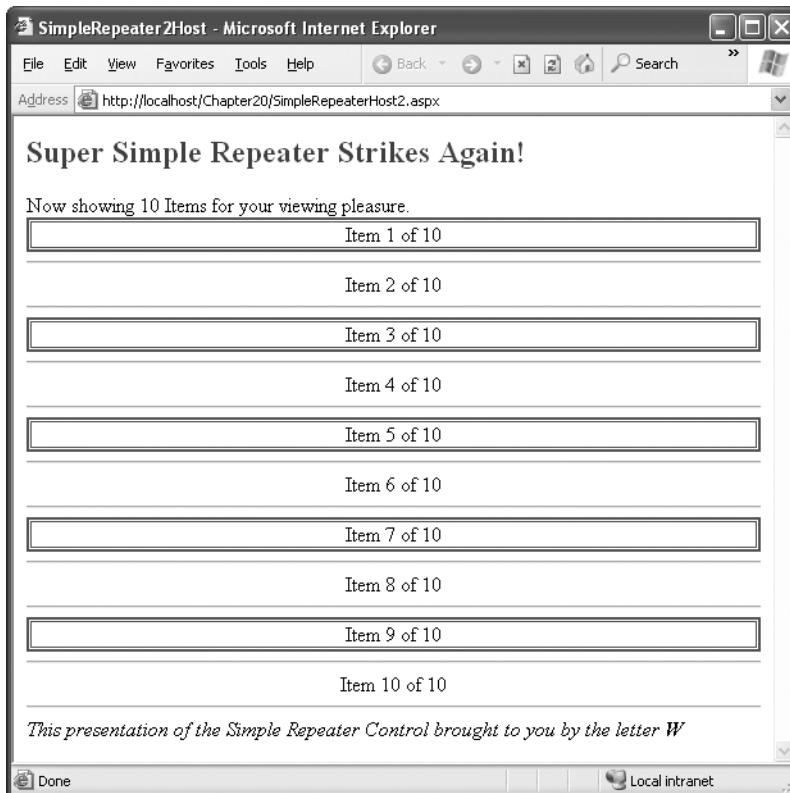 SimpleRepeater2Host - Microsoft Internet Explorer
File Edit View Favorites Tools Help Back Search »
Address http://localhost/Chapter20/SimpleRepeaterHost2.aspx
Super Simple Repeater Strikes Again!
Now showing 10 Items for your viewing pleasure.
Item 1 of 10
Item 2 of 10
Item 3 of 10
Item 4 of 10
Item 5 of 10
Item 6 of 10
Item 7 of 10
Item 8 of 10
Item 9 of 10
Item 10 of 10
This presentation of the Simple Repeater Control brought to you by the letter W
Done Local intranet